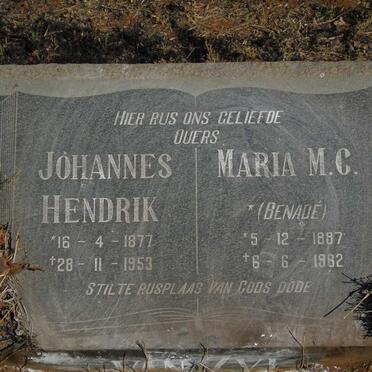 HIER RUS ONS GELIEFDE
OUERS
JOHANNES
HENDRIK
*16 - 4 - 1877
†28 - 11 - 1953
MARIA M.C.
*(BENADÉ)
*5 - 12 - 1887
†6 - 6 - 1982
STILTE RUSPLAAS VAN GODS DODE